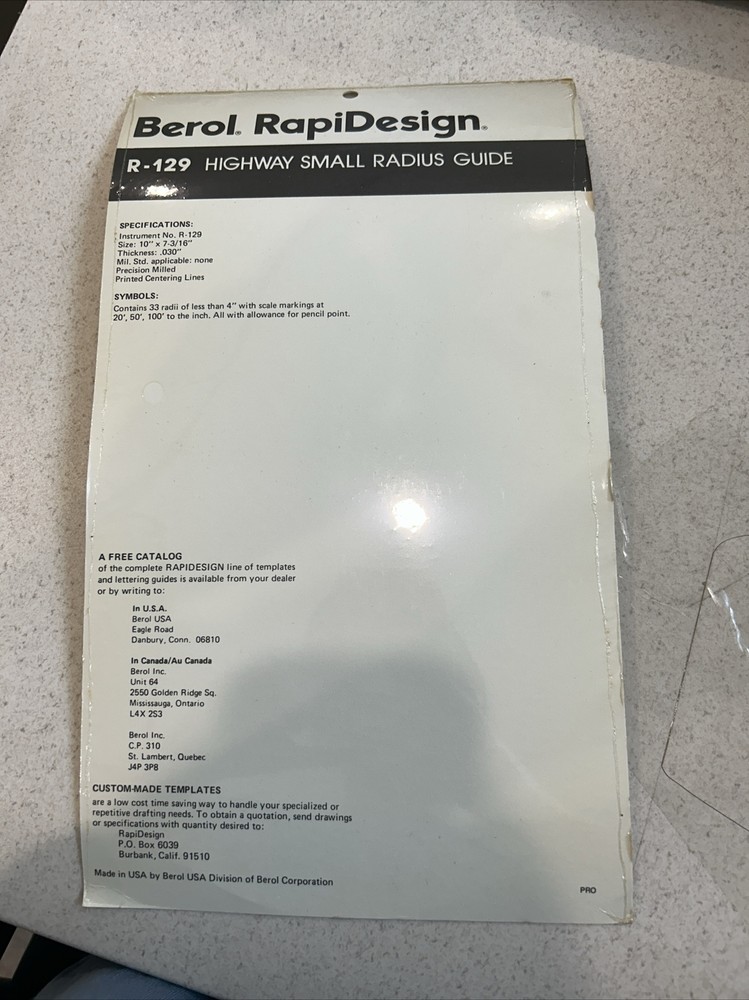 Berol® RapiDesign®
R-129 HIGHWAY SMALL RADIUS GUIDE
SPECIFICATIONS:
Instrument No. R-129
Size: 10" x 7-3/16"
Thickness: .030"
Mil. Std. applicable: none
Precision Milled
Printed Centering Lines
SYMBOLS:
Contains 33 radii of less than 4" with scale markings at
20', 50', 100' to the inch. All with allowance for pencil point.
A FREE CATALOG
of the complete RAPIDESIGN line of templates
and lettering guides is available from your dealer
or by writing to:
In U.S.A.
Berol USA
Eagle Road
Danbury, Conn. 06810
In Canada/Au Canada
Berol Inc.
Unit 64
2550 Golden Ridge Sq.
Mississauga, Ontario
L4X 2S3
Berol Inc.
C.P. 310
St. Lambert, Quebec
J4P 3P8
CUSTOM-MADE TEMPLATES
are a low cost time saving way to handle your specialized or
repetitive drafting needs. To obtain a quotation, send drawings
or specifications with quantity desired to:
RapiDesign
P.O. Box 6039
Burbank, Calif. 91510
Made in USA by Berol USA Division of Berol Corporation
PRO